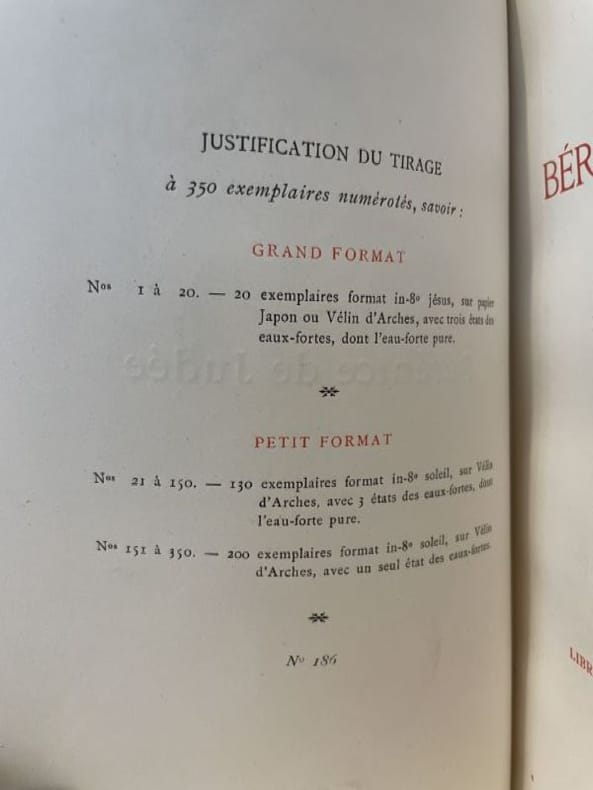 JUSTIFICATION DU TIRAGE
à 350 exemplaires numérotés, savoir :
GRAND FORMAT
Nos 1 à 20. — 20 exemplaires format in-8º jésus, sur papier
Japon ou Vélin d'Arches, avec trois états des
eaux-fortes, dont l'eau-forte pure.
PETIT FORMAT
Nos 21 à 150. — 130 exemplaires format in-8º soleil, sur Vélin
d'Arches, avec 3 états des eaux-fortes, dont
l'eau-forte pure.
Nos 151 à 350. — 200 exemplaires format in-8º soleil, sur Vélin
d'Arches, avec un seul état des eaux-fortes.
Nº 186
BÉR
LIBR